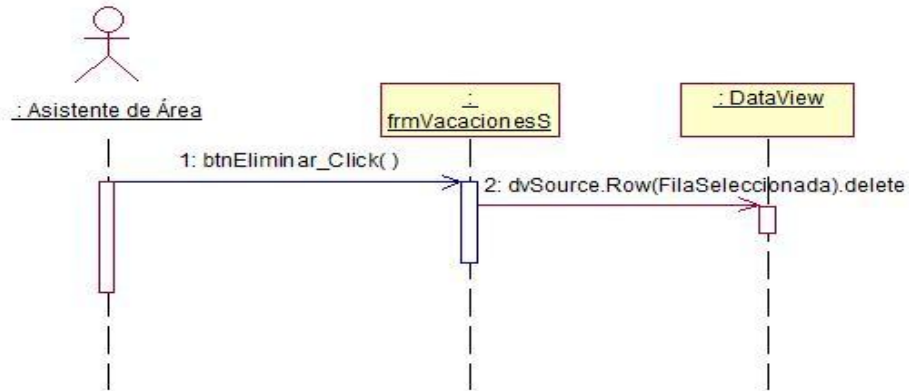 : Asistente de Área
:
frmVacacionesS
: DataView
1: btnEliminar_Click( )
2: dvSource.Row(FilaSeleccionada).delete